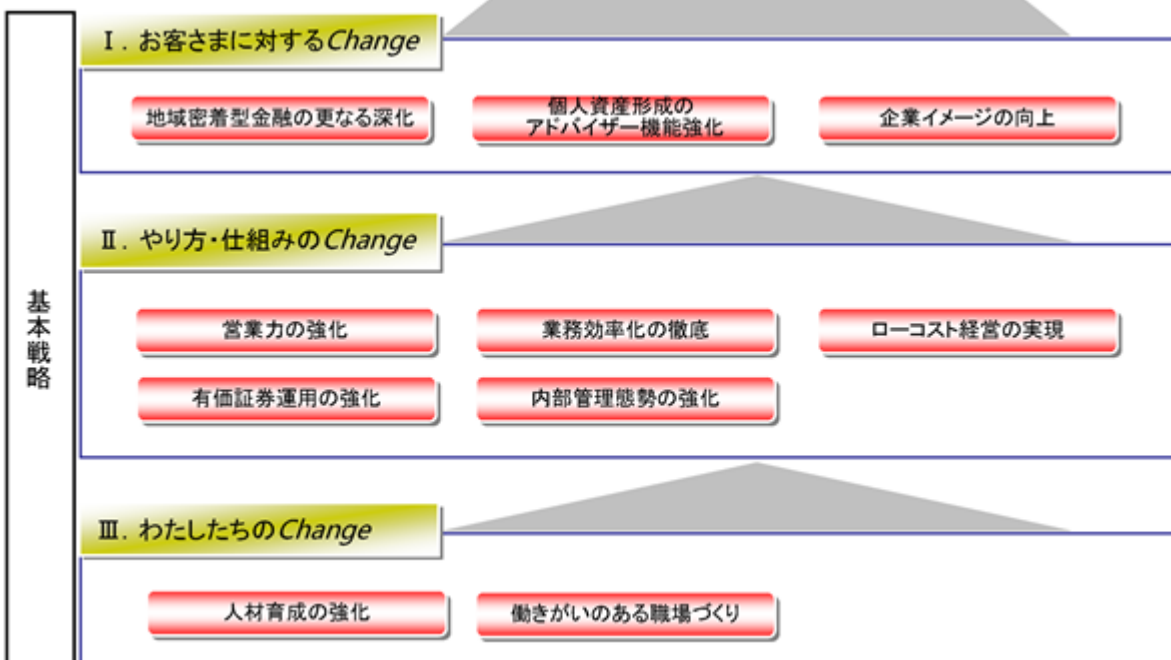 基本戦略
Ⅰ．お客さまに対するChange
地域密着型金融の更なる深化
個人資産形成の
アドバイザー機能強化
企業イメージの向上
Ⅱ．やり方・仕組みのChange
営業力の強化
業務効率化の徹底
ローコスト経営の実現
有価証券運用の強化
内部管理態勢の強化
Ⅲ．わたしたちのChange
人材育成の強化
働きがいのある職場づくり